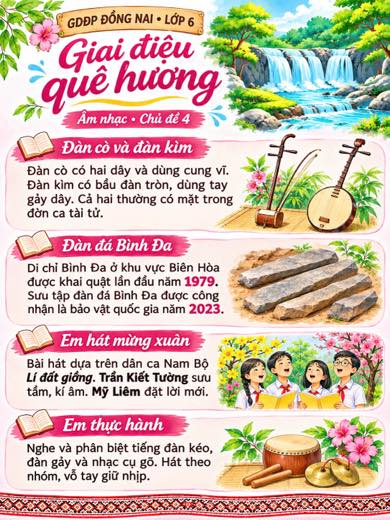 GDĐP ĐỒNG NAI • LỚP 6
Giai điệu
quê hương
Âm nhạc • Chủ đề 4
Đàn cò và đàn kìm
Đàn cò có hai dây và dùng cung vĩ.
Đàn kìm có bầu đàn tròn, dùng tay
gảy dây. Cả hai thường có mặt trong
đờn ca tài tử.
Đàn đá Bình Đa
Di chỉ Bình Đa ở khu vực Biên Hòa
được khai quật lần đầu năm 1979.
Sưu tập đàn đá Bình Đa được công
nhận là bảo vật quốc gia năm 2023.
Em hát mừng xuân
Bài hát dựa trên dân ca Nam Bộ
Lí đất giồng. Trần Kiết Tường sưu
tầm, kí âm. Mỹ Liêm đặt lời mới.
Em thực hành
Nghe và phân biệt tiếng đàn kéo,
đàn gảy và nhạc cụ gõ. Hát theo
nhóm, vỗ tay giữ nhịp.